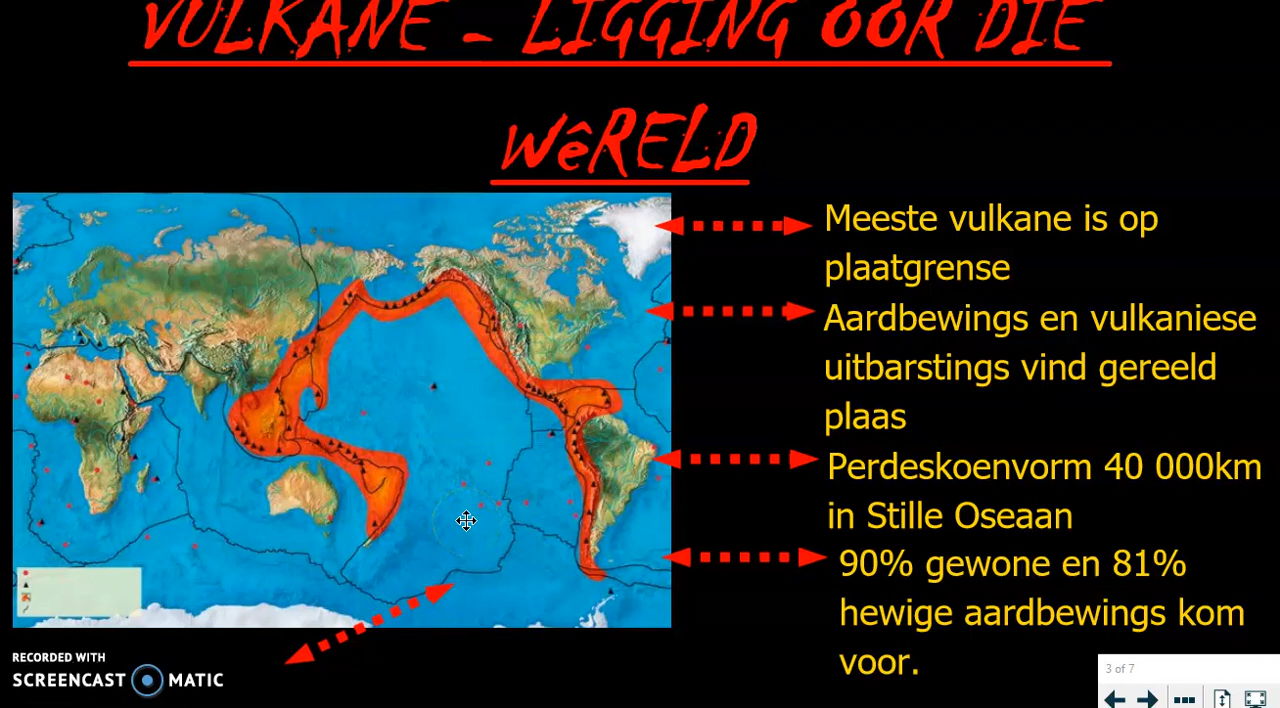 VULKANE - LIGGING OOR DIE
WêRELD
Meeste vulkane is op
plaatgrense
Aardbewings en vulkaniese
uitbarstings vind gereeld
plaas
Perdeskoenvorm 40 000km
in Stille Oseaan
90% gewone en 81%
hewige aardbewings kom
voor.
RECORDED WITH
SCREENCAST MATIC
3 of 7